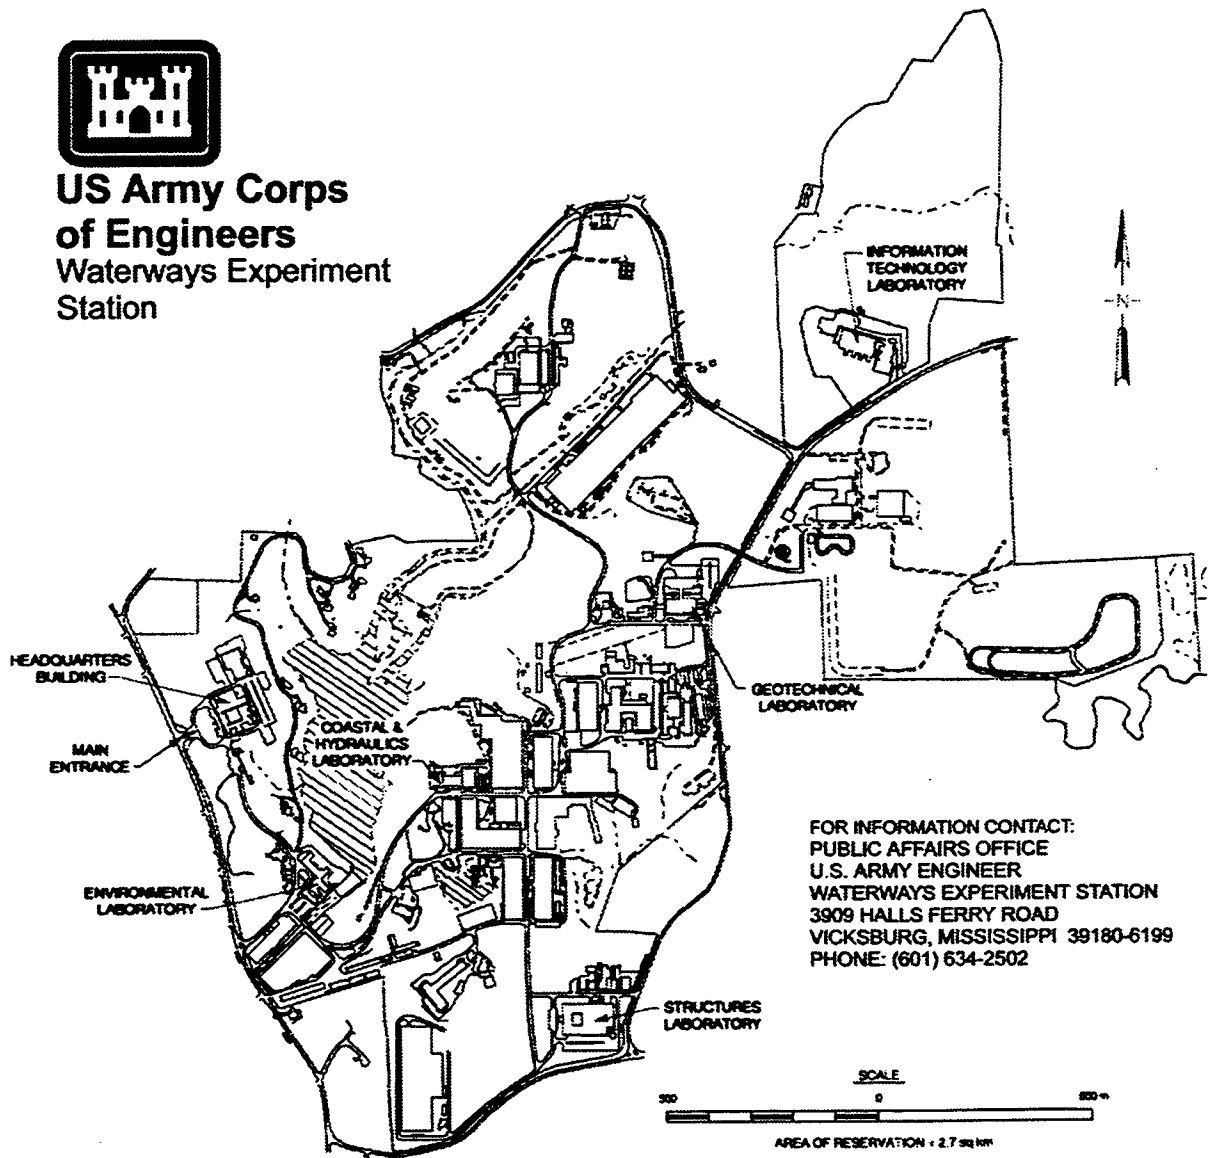 US Army Corps
of Engineers
Waterways Experiment
Station
INFORMATION
TECHNOLOGY
LABORATORY
N
HEADQUARTERS
BUILDING
MAIN
ENTRANCE
COASTAL &
HYDRAULICS
LABORATORY
GEOTECHNICAL
LABORATORY
ENVIRONMENTAL
LABORATORY
FOR INFORMATION CONTACT:
PUBLIC AFFAIRS OFFICE
U.S. ARMY ENGINEER
WATERWAYS EXPERIMENT STATION
3909 HALLS FERRY ROAD
VICKSBURG, MISSISSIPPI 39180-6199
PHONE: (601) 634-2502
STRUCTURES
LABORATORY
SCALE
0
AREA OF RESERVATION 2.7 sq km